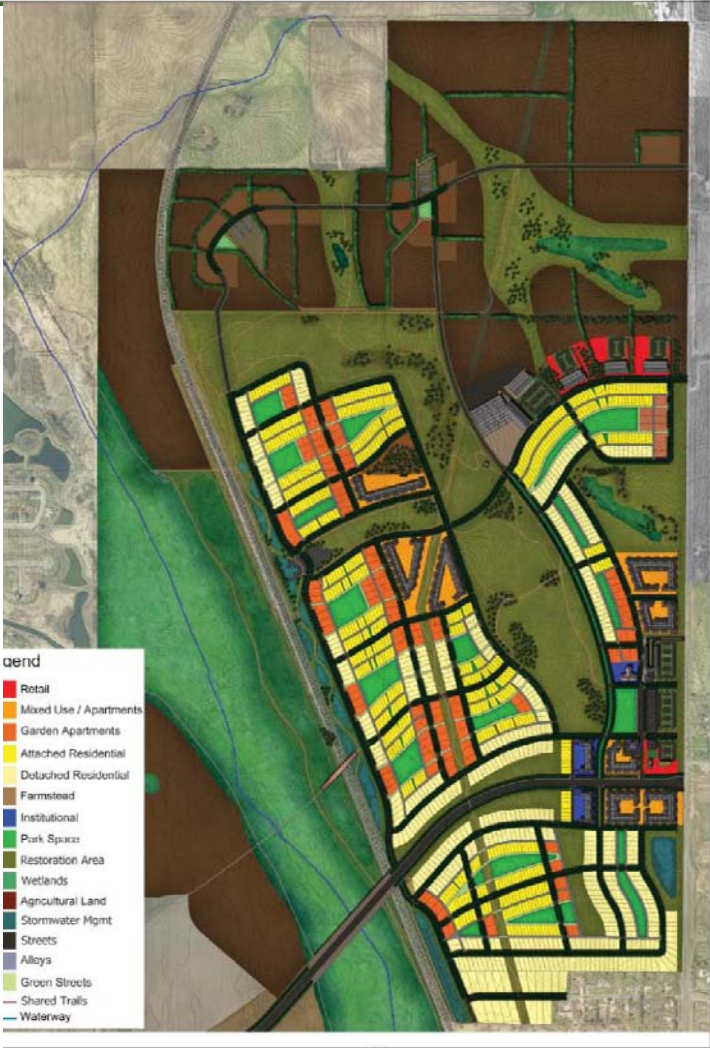 gend
Retail
Mixed Use / Apartments
Garden Apartments
Attached Residential
Detached Residential
Farmstead
Institutional
Park Space
Restoration Area
Wetlands
Agricultural Land
Stormwater Mgmt
Streets
Alleys
Green Streets
Shared Trails
Waterway